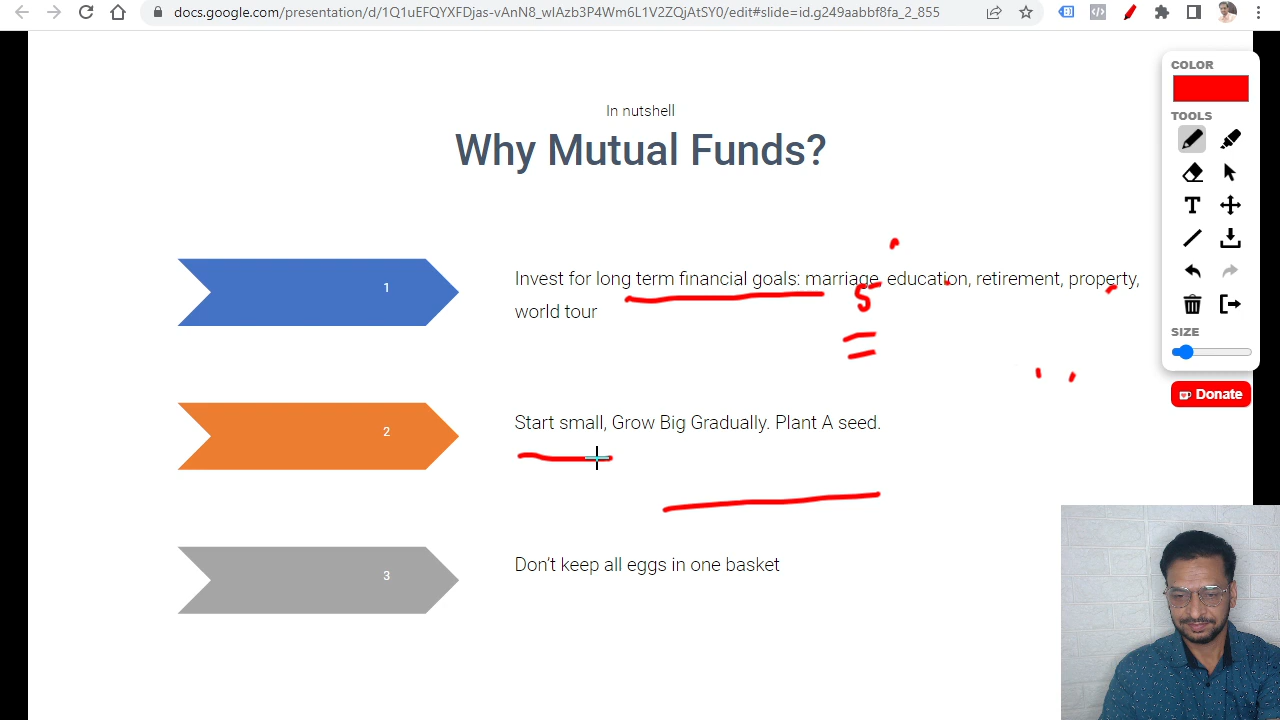 docs.google.com/presentation/d/1Q1uEFQYXFDjsj-vAnN8_wIAzb3P4Wm6L1V2ZQjAtSY0/edit#slide=id.g249aabbf8fa_2_855
COLOR
In nutshell
TOOLS
Why Mutual Funds?
T
1
Invest for long term financial goals: marriage, education, retirement, property,
world tour
5
SIZE
Donate
2
Start small, Grow Big Gradually. Plant A seed.
3
Don't keep all eggs in one basket